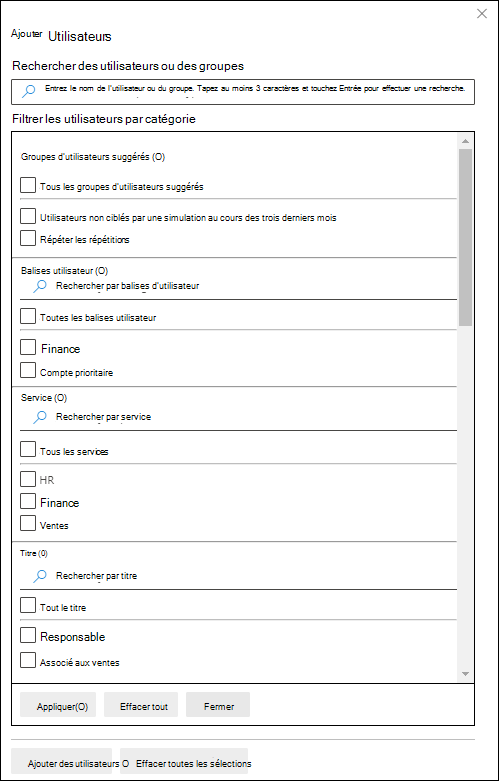 Ajouter Utilisateurs
Rechercher des utilisateurs ou des groupes
Entrez le nom de l'utilisateur ou du groupe. Tapez au moins 3 caractères et touchez Entrée pour effectuer une recherche.
Filtrer les utilisateurs par catégorie
Groupes d'utilisateurs suggérés (O)
Tous les groupes d'utilisateurs suggérés
Utilisateurs non ciblés par une simulation au cours des trois derniers mois
Répéter les répétitions
Balises utilisateur (O)
Rechercher par balises d'utilisateur
Toutes les balises utilisateur
Finance
Compte prioritaire
Service (O)
Rechercher par service
Tous les services
HR
Finance
Ventes
Titre (0)
Rechercher par titre
Tout le titre
Responsable
Associé aux ventes
Appliquer(O) Effacer tout Fermer
Ajouter des utilisateurs O Effacer toutes les sélections